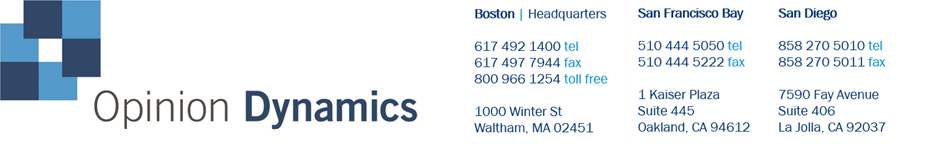 Opinion Dynamics
Boston | Headquarters
617 492 1400 tel
617 497 7944 fax
800 966 1254 toll free
1000 Winter St
Waltham, MA 02451
San Francisco Bay
510 444 5050 tel
510 444 5222 fax
1 Kaiser Plaza
Suite 445
Oakland, CA 94612
San Diego
858 270 5010 tel
858 270 5011 fax
7590 Fay Avenue
Suite 406
La Jolla, CA 92037